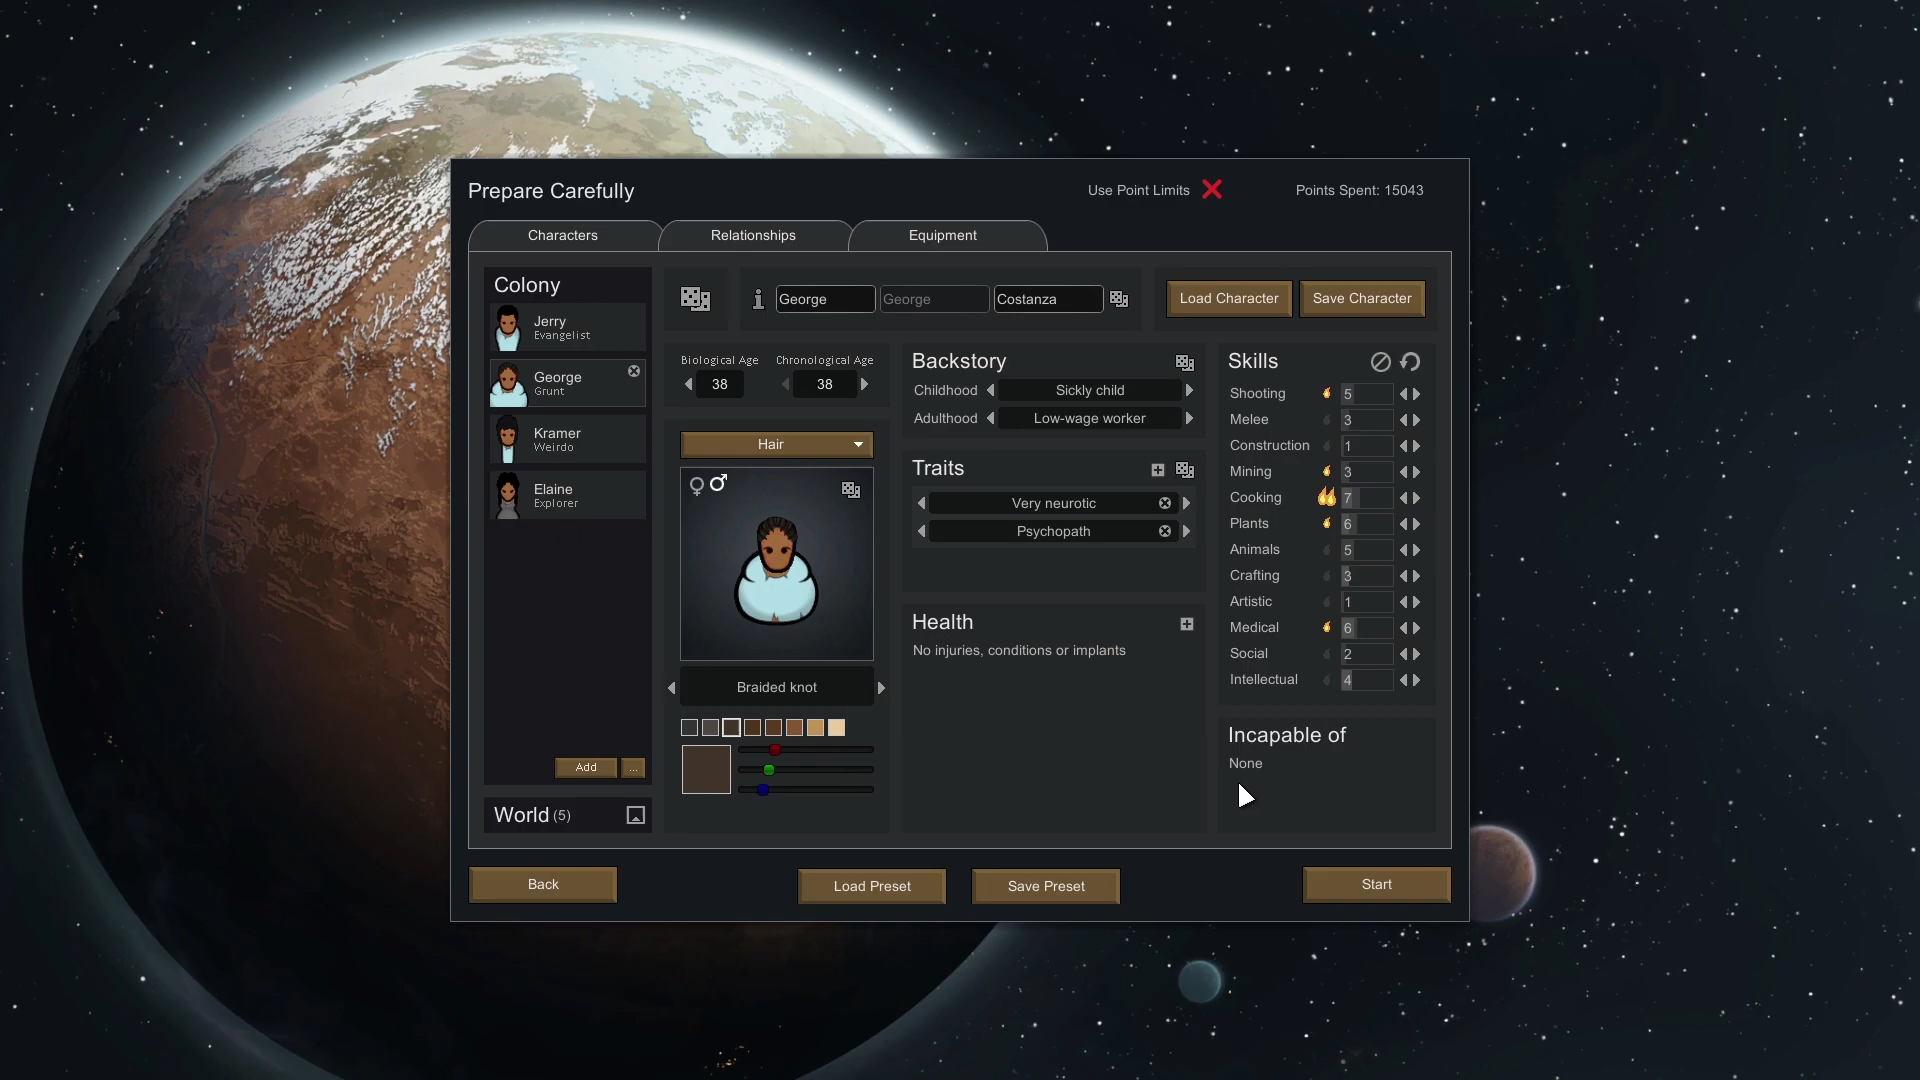 Prepare Carefully
Use Point Limits
Points Spent: 15043
Characters
Relationships
Equipment
Colony
Jerry
Evangelist
George
Grunt
Kramer
Weirdo
Elaine
Explorer
Add
...
World (5)
George
George
Costanza
Load Character
Save Character
Biological Age
Chronological Age
38
38
Hair
Braided knot
Backstory
Childhood
Sickly child
Adulthood
Low-wage worker
Traits
Very neurotic
Psychopath
Health
No injuries, conditions or implants
Skills
Shooting 5
Melee 3
Construction 1
Mining 3
Cooking 7
Plants 6
Animals 5
Crafting 3
Artistic 1
Medical 6
Social 2
Intellectual 4
Incapable of
None
Back
Load Preset
Save Preset
Start